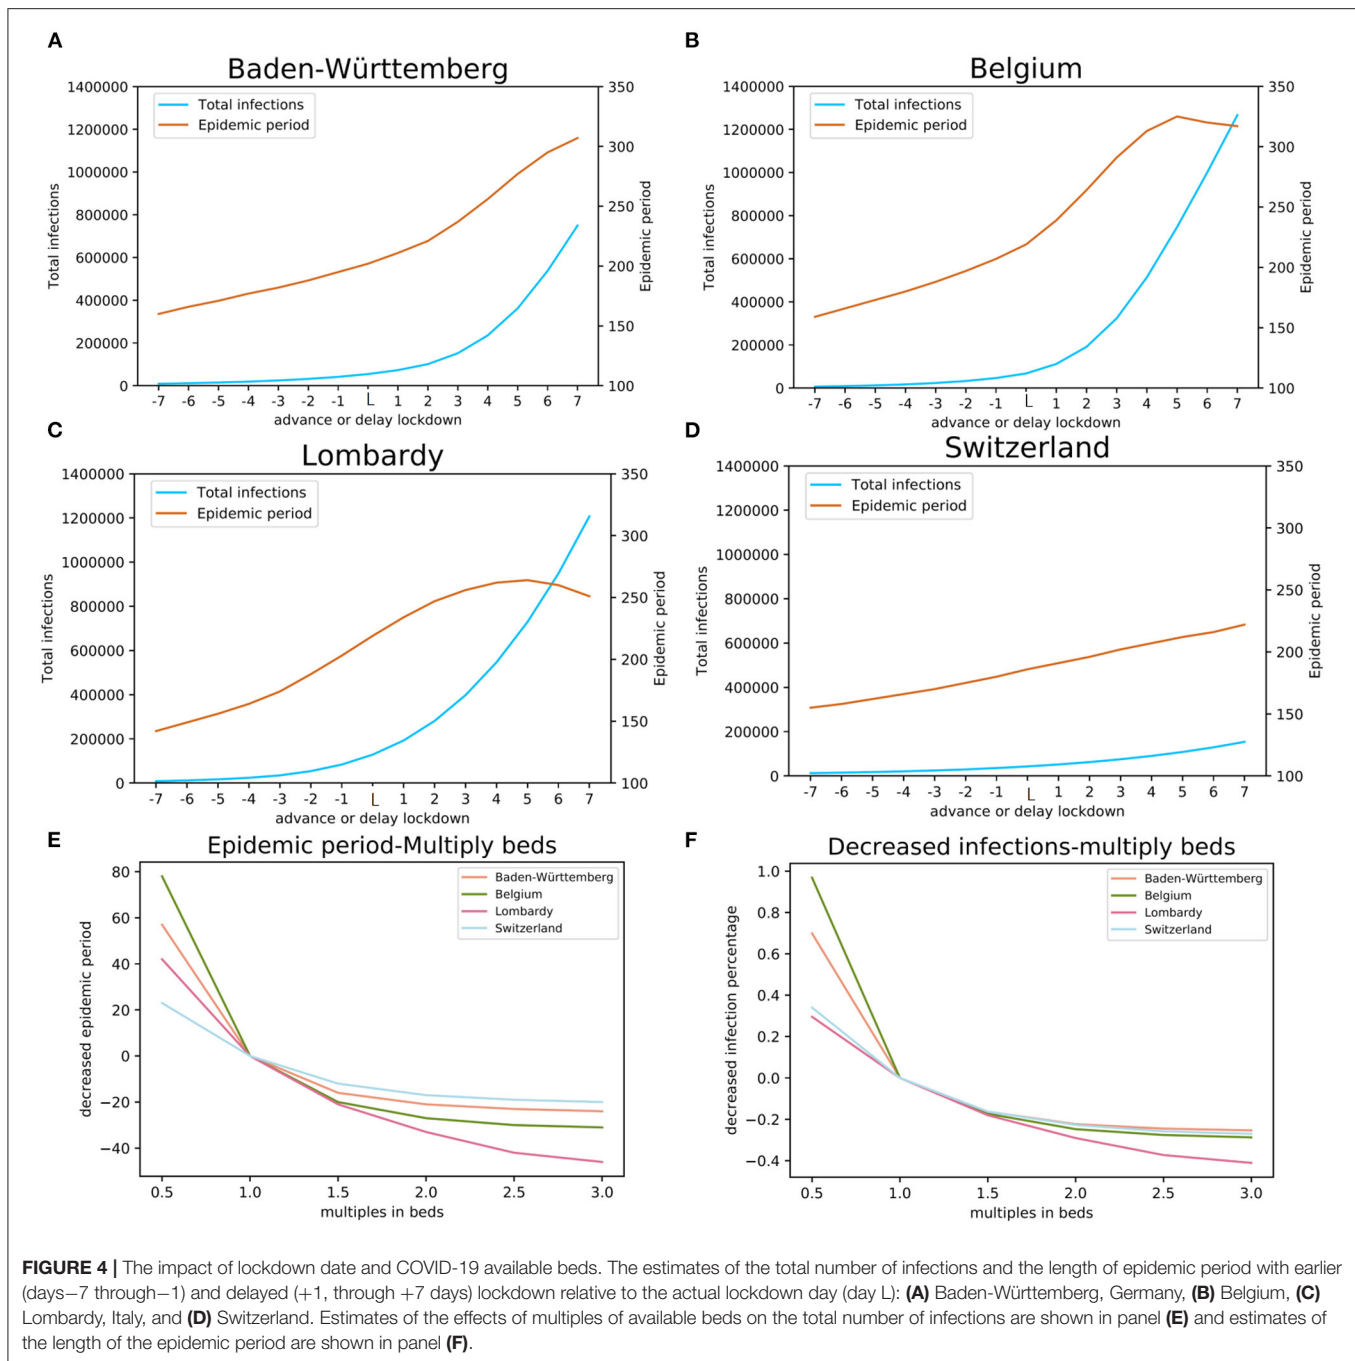 A
Baden-Württemberg
1400000
1200000
1000000
800000
600000
400000
200000
0
Total infections
Total infections
Epidemic period
350
300
250
200
150
100
Epidemic period
-7 -6 -5 -4 -3 -2 -1 L 1 2 3 4 5 6 7
advance or delay lockdown
B
Belgium
1400000
1200000
1000000
800000
600000
400000
200000
0
Total infections
Total infections
Epidemic period
350
300
250
200
150
100
Epidemic period
-7 -6 -5 -4 -3 -2 -1 L 1 2 3 4 5 6 7
advance or delay lockdown
C
Lombardy
1400000
1200000
1000000
800000
600000
400000
200000
0
Total infections
Total infections
Epidemic period
350
300
250
200
150
100
Epidemic period
-7 -6 -5 -4 -3 -2 -1 L 1 2 3 4 5 6 7
advance or delay lockdown
D
Switzerland
1400000
1200000
1000000
800000
600000
400000
200000
0
Total infections
Total infections
Epidemic period
350
300
250
200
150
100
Epidemic period
-7 -6 -5 -4 -3 -2 -1 L 1 2 3 4 5 6 7
advance or delay lockdown
E
Epidemic period-Multiply beds
80
60
40
20
0
−20
−40
decreased epidemic period
Baden-Württemberg
Belgium
Lombardy
Switzerland
0.5 1.0 1.5 2.0 2.5 3.0
multiples in beds
F
Decreased infections-multiply beds
1.0
0.8
0.6
0.4
0.2
0.0
−0.2
−0.4
decreased infection percentage
Baden-Württemberg
Belgium
Lombardy
Switzerland
0.5 1.0 1.5 2.0 2.5 3.0
multiples in beds
FIGURE 4 | The impact of lockdown date and COVID-19 available beds. The estimates of the total number of infections and the length of epidemic period with earlier
(days−7 through−1) and delayed (+1, through +7 days) lockdown relative to the actual lockdown day (day L): (A) Baden-Württemberg, Germany, (B) Belgium, (C)
Lombardy, Italy, and (D) Switzerland. Estimates of the effects of multiples of available beds on the total number of infections are shown in panel (E) and estimates of
the length of the epidemic period are shown in panel (F).